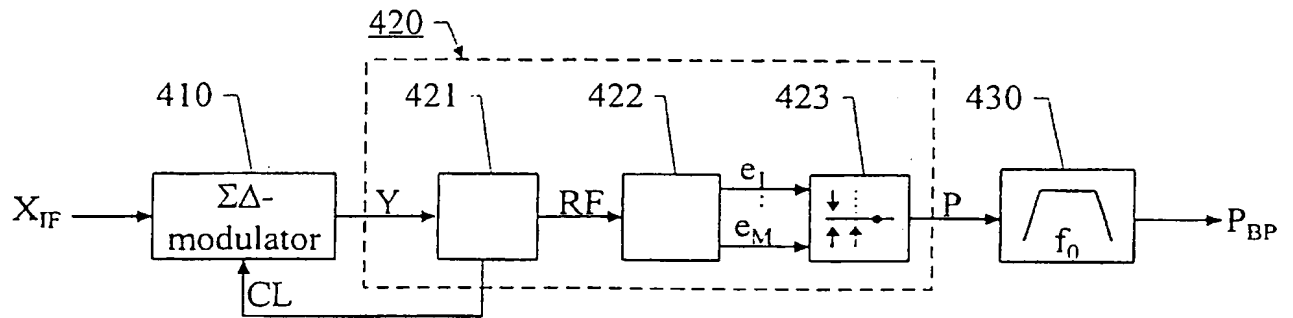 420
410
421
422
423
430
X_IF
ΣΔ-
modulator
Y
RF
e_1
⋮
e_M
P
f_0
P_BP
CL